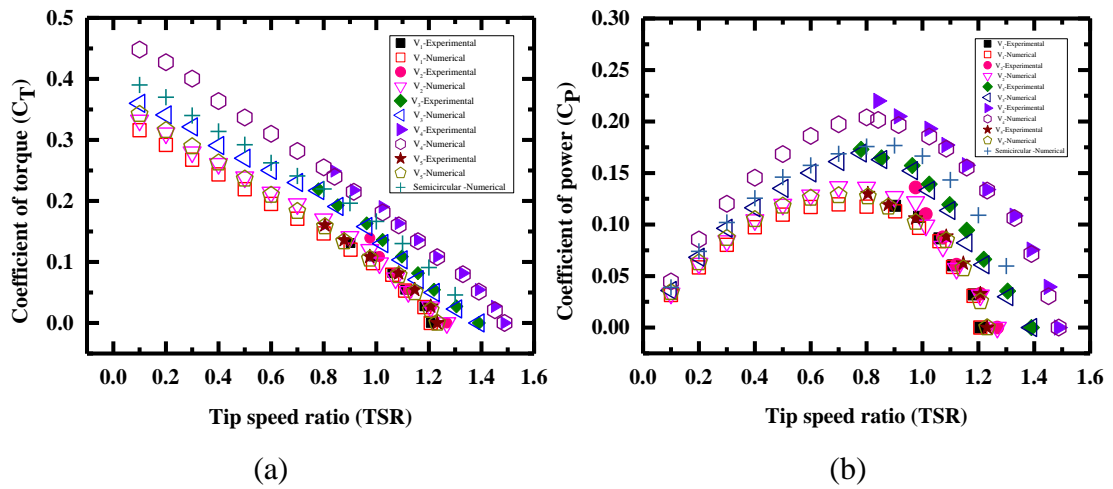 0.5
0.4
0.3
0.2
0.1
0.0
Coefficient of torque (CT)
0.0 0.2 0.4 0.6 0.8 1.0 1.2 1.4 1.6
Tip speed ratio (TSR)
V1-Experimental
V1-Numerical
V2-Experimental
V2-Numerical
V3-Experimental
V3-Numerical
V4-Experimental
V4-Numerical
V5-Experimental
V5-Numerical
Semicircular -Numerical
(a)
0.30
0.25
0.20
0.15
0.10
0.05
0.00
Coefficient of power (CP)
0.0 0.2 0.4 0.6 0.8 1.0 1.2 1.4 1.6
Tip speed ratio (TSR)
V1-Experimental
V1-Numerical
V2-Experimental
V2-Numerical
V3-Experimental
V3-Numerical
V4-Experimental
V4-Numerical
V5-Experimental
V5-Numerical
Semicircular -Numerical
(b)